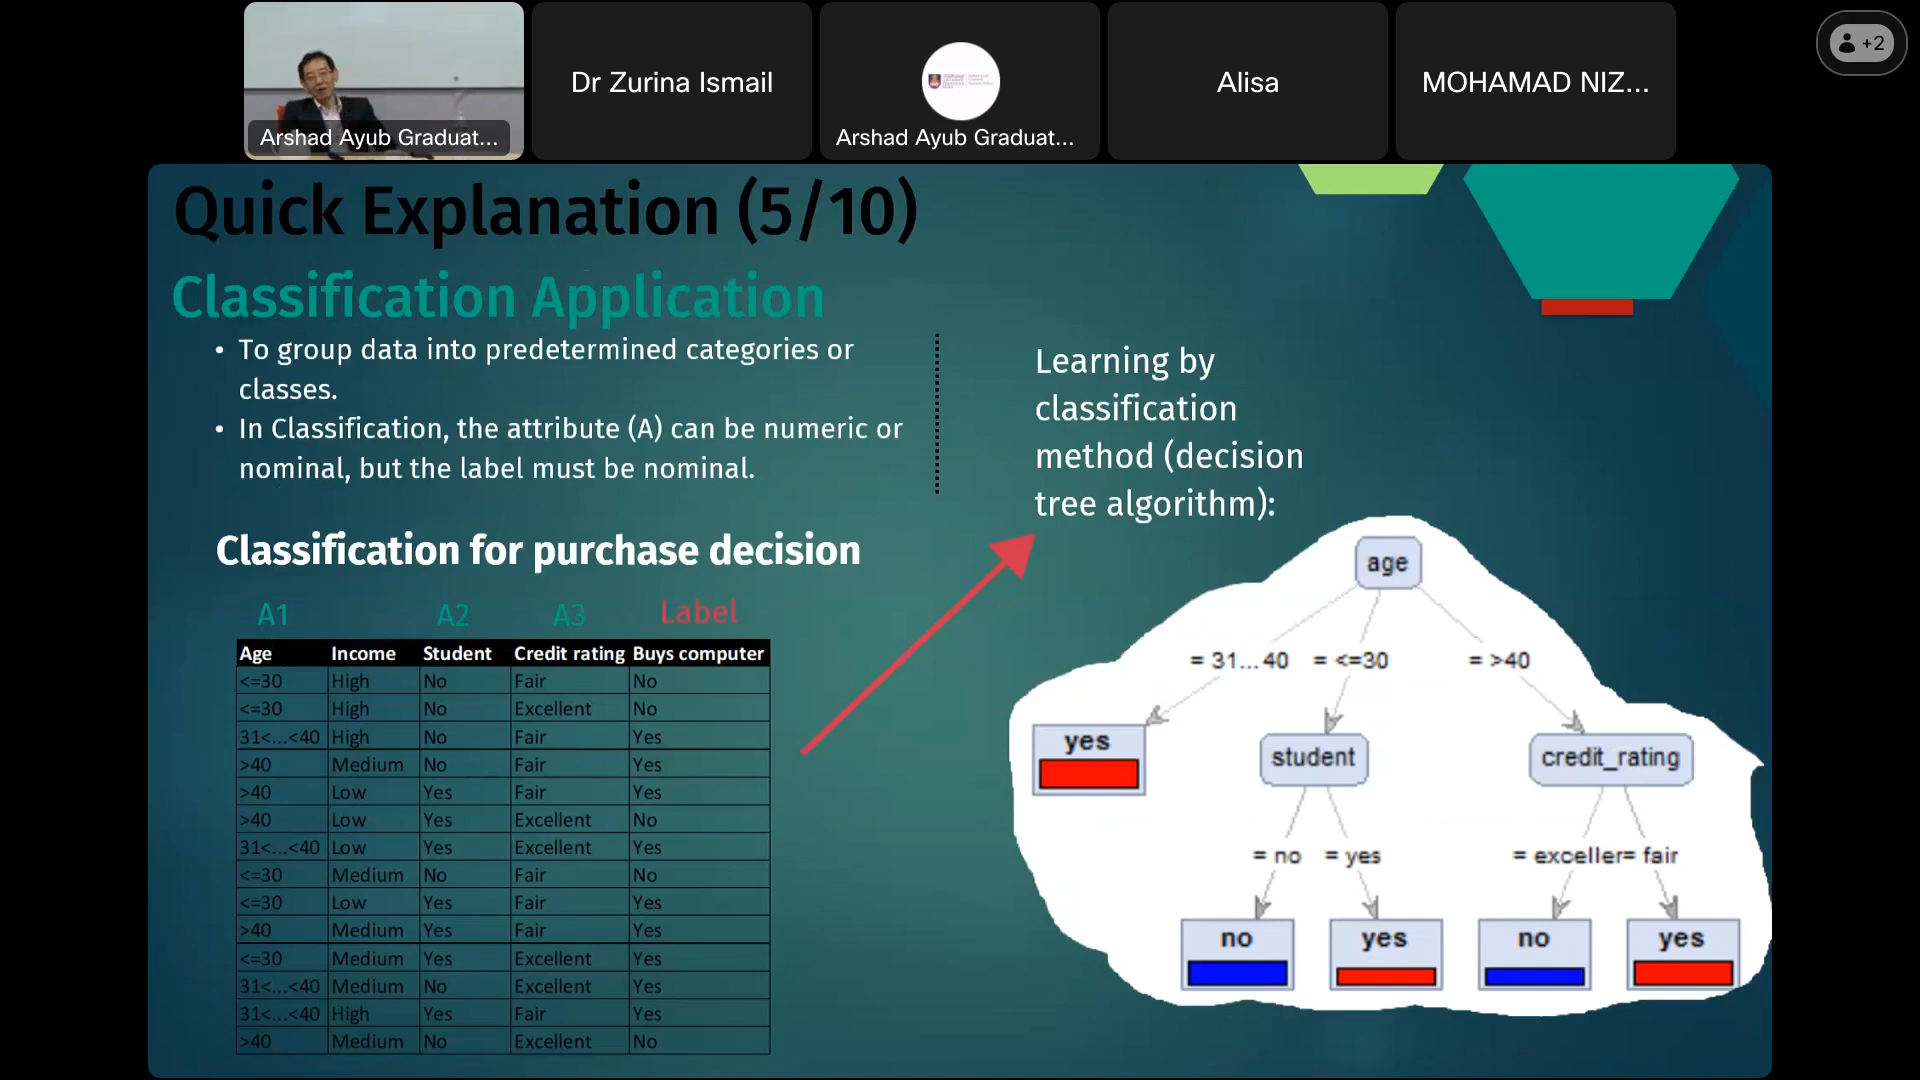 +2
Arshad Ayub Graduat...
Dr Zurina Ismail
Arshad Ayub Graduat...
Alisa
MOHAMAD NIZ...
Quick Explanation (5/10)
Classification Application
• To group data into predetermined categories or
classes.
• In Classification, the attribute (A) can be numeric or
nominal, but the label must be nominal.
Classification for purchase decision
A1 A2 A3 Label
Age Income Student Credit rating Buys computer
<=30 High No Fair No
<=30 High No Excellent No
31<...<40 High No Fair Yes
>40 Medium No Fair Yes
>40 Low Yes Fair Yes
>40 Low Yes Excellent No
31<...<40 Low Yes Excellent Yes
<=30 Medium No Fair No
<=30 Low Yes Fair Yes
>40 Medium Yes Fair Yes
<=30 Medium Yes Excellent Yes
31<...<40 Medium No Excellent Yes
31<...<40 High Yes Fair Yes
>40 Medium No Excellent No
Learning by
classification
method (decision
tree algorithm):
age
= 31...40 = <=30 = >40
yes
student
credit_rating
= no = yes = exceller= fair
no yes no yes